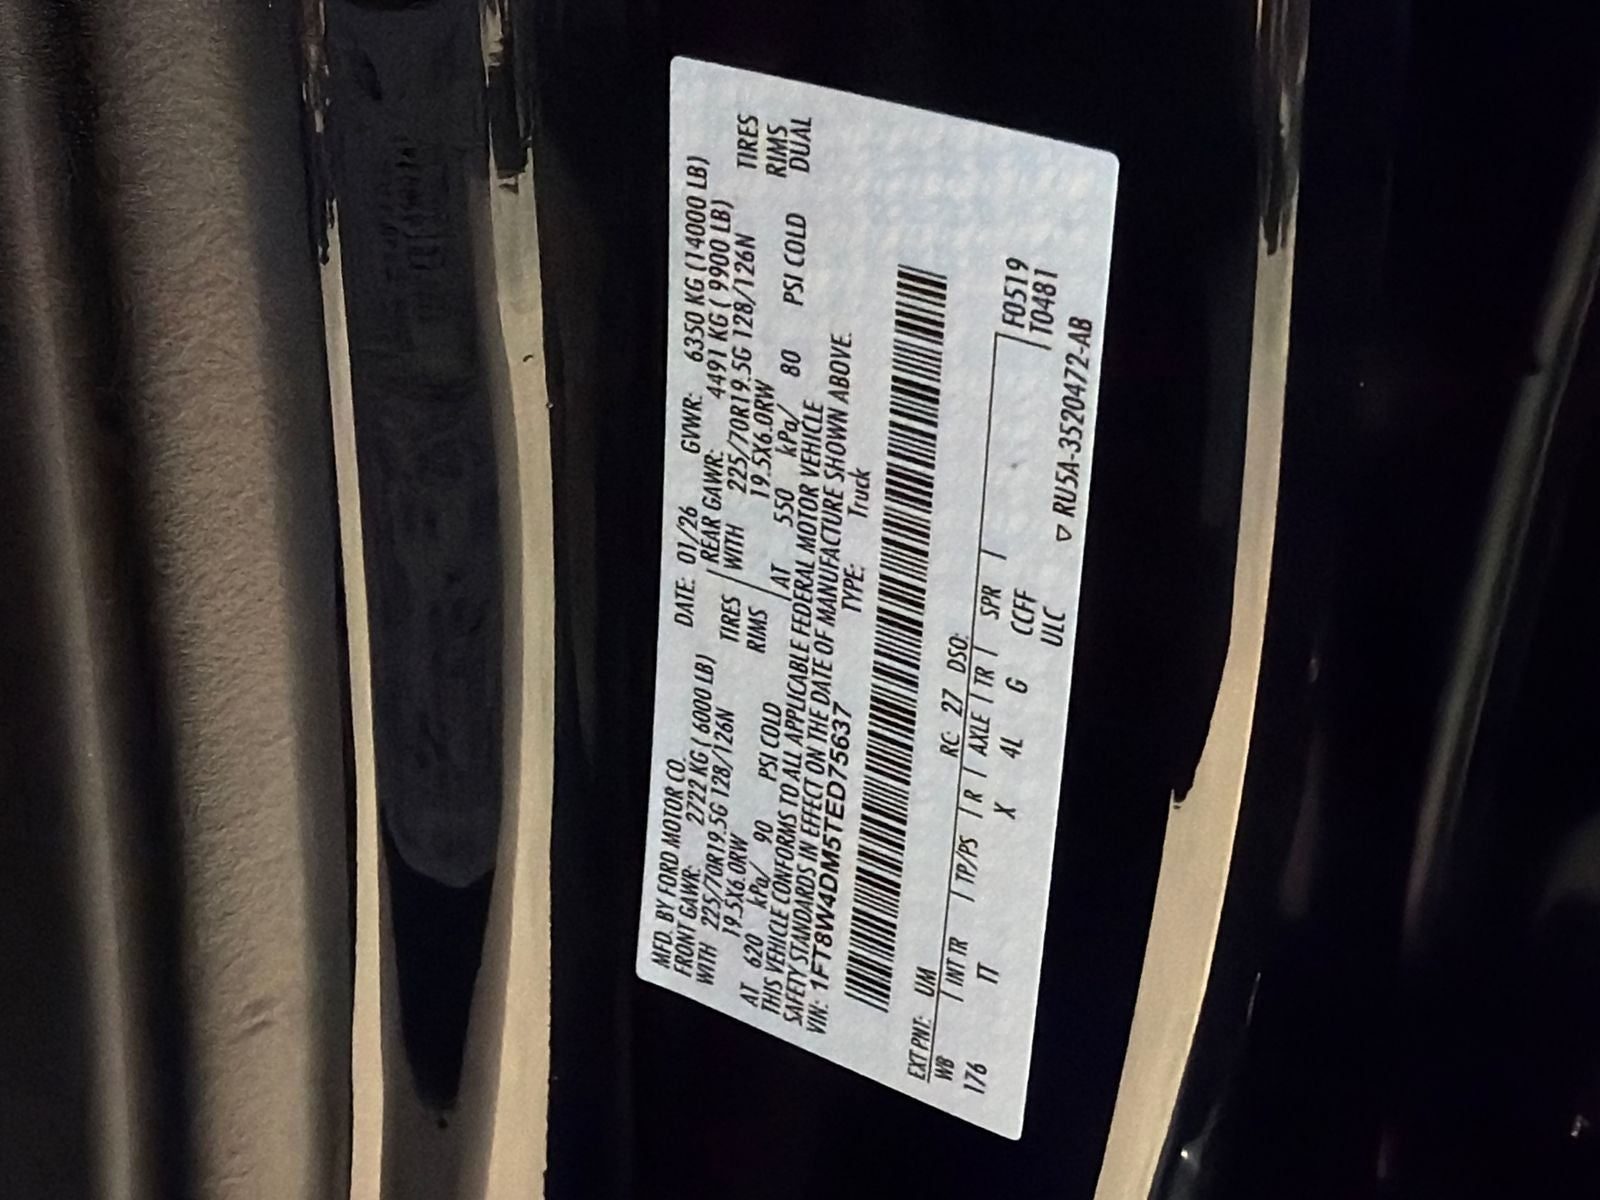 MFD. BY FORD MOTOR CO. DATE: 01/26 GVWR: 6350 KG (14000 LB)
FRONT GAWR: 2722 KG ( 6000 LB) REAR GAWR: 4491 KG ( 9900 LB)
WITH 225/70R19.5G 128/126N TIRES WITH 225/70R19.5G 128/126N TIRES
19.5X6.0RW RIMS 19.5X6.0RW RIMS
AT 620 kPa/ 90 PSI COLD AT 550 kPa/ 80 PSI COLD DUAL
THIS VEHICLE CONFORMS TO ALL APPLICABLE FEDERAL MOTOR VEHICLE
SAFETY STANDARDS IN EFFECT ON THE DATE OF MANUFACTURE SHOWN ABOVE.
VIN: 1FT8W4DM5TED75637 TYPE: Truck
EXT PNT: UM RC: 27 DSO: F0519
WB INT TR TP/PS R AXLE TR SPR T0481
176 TT X 4L G CCFF
ULC ▽ RU5A-3520472-AB